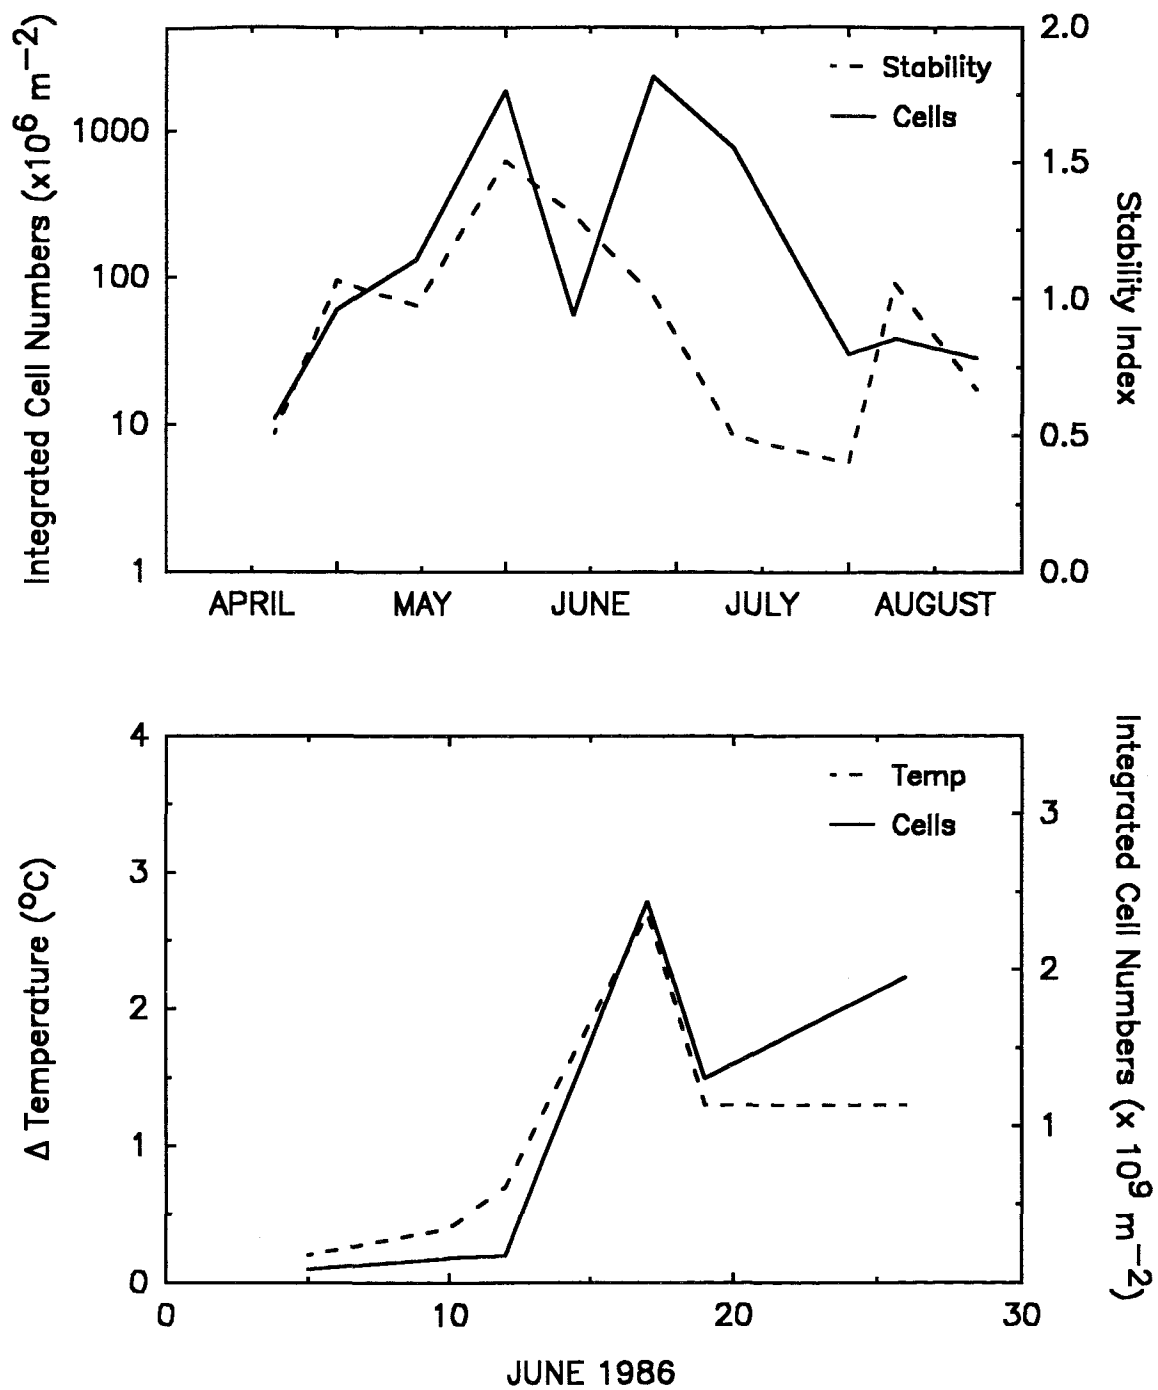 Integrated Cell Numbers (x10⁶ m⁻²)
1000
100
10
1
2.0
1.5
1.0
0.5
0.0
Stability Index
Stability
Cells
APRIL MAY JUNE JULY AUGUST
Δ Temperature (°C)
4
3
2
1
0
3
2
1
Integrated Cell Numbers (x 10⁹ m⁻²)
Temp
Cells
0 10 20 30
JUNE 1986